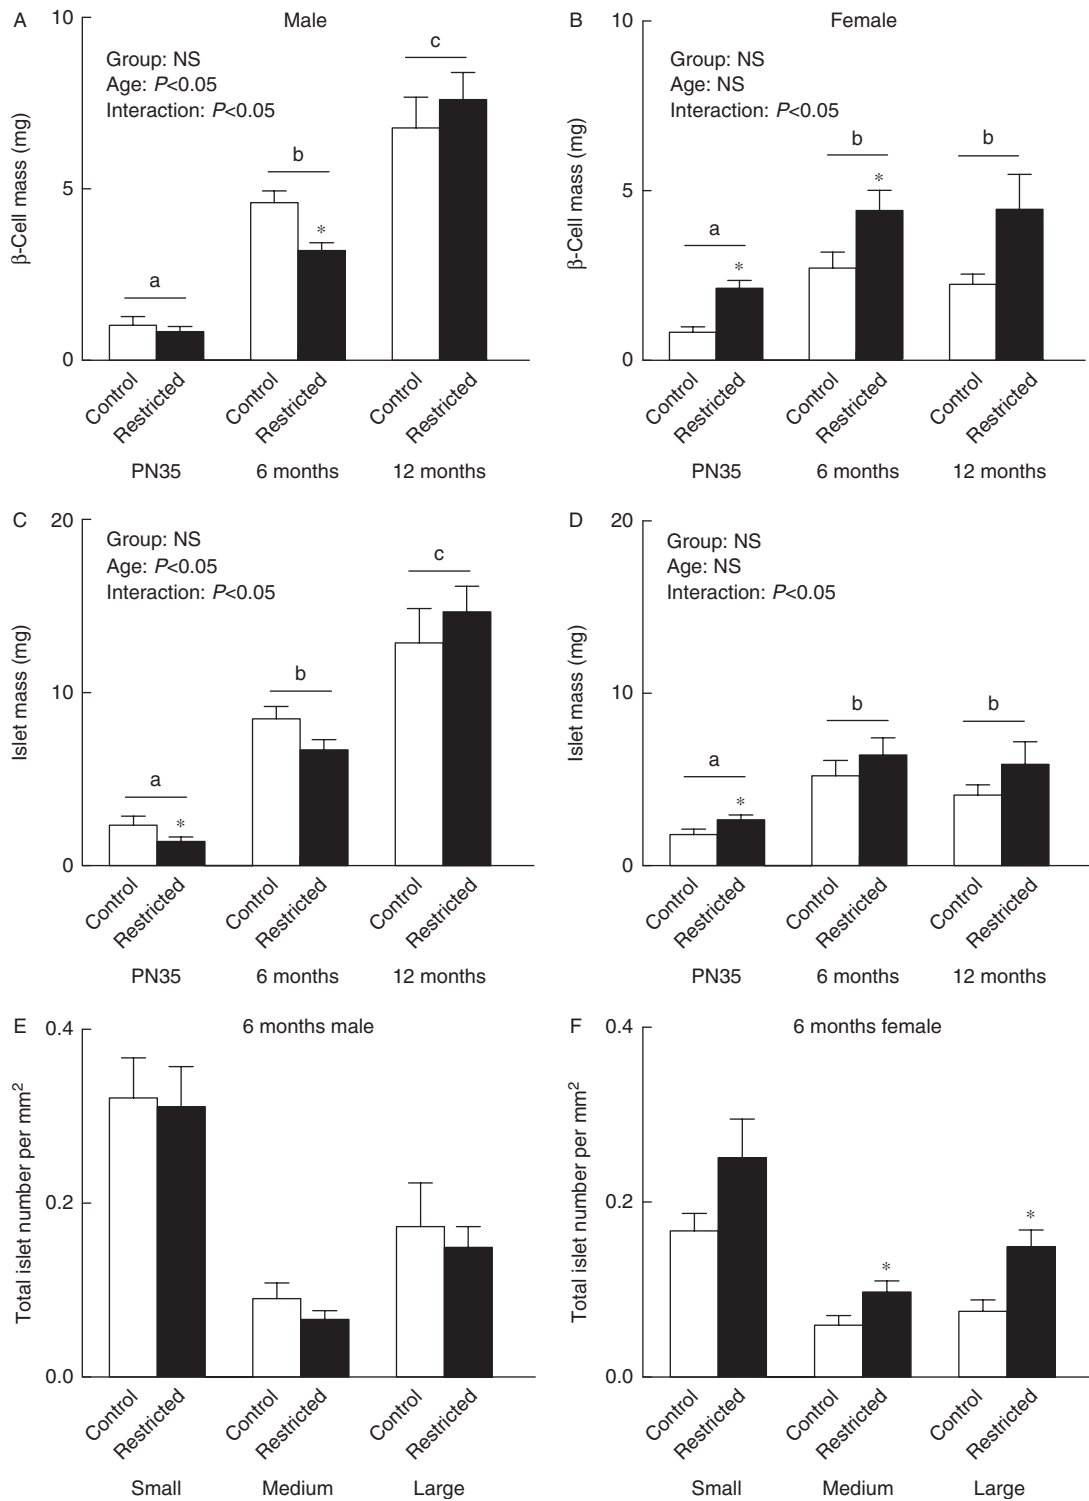 A
Male
10
5
0
β-Cell mass (mg)
Group: NS
Age: P<0.05
Interaction: P<0.05
a
b
*
c
Control
Restricted
Control
Restricted
Control
Restricted
PN35
6 months
12 months
B
Female
10
5
0
β-Cell mass (mg)
Group: NS
Age: NS
Interaction: P<0.05
a
*
b
*
b
Control
Restricted
Control
Restricted
Control
Restricted
PN35
6 months
12 months
C
20
10
0
Islet mass (mg)
Group: NS
Age: P<0.05
Interaction: P<0.05
a
*
b
c
Control
Restricted
Control
Restricted
Control
Restricted
PN35
6 months
12 months
D
20
10
0
Islet mass (mg)
Group: NS
Age: NS
Interaction: P<0.05
a
*
b
b
Control
Restricted
Control
Restricted
Control
Restricted
PN35
6 months
12 months
E
6 months male
0.4
0.2
0.0
Total islet number per mm²
Control
Restricted
Control
Restricted
Control
Restricted
Small
Medium
Large
F
6 months female
0.4
0.2
0.0
Total islet number per mm²
*
*
Control
Restricted
Control
Restricted
Control
Restricted
Small
Medium
Large